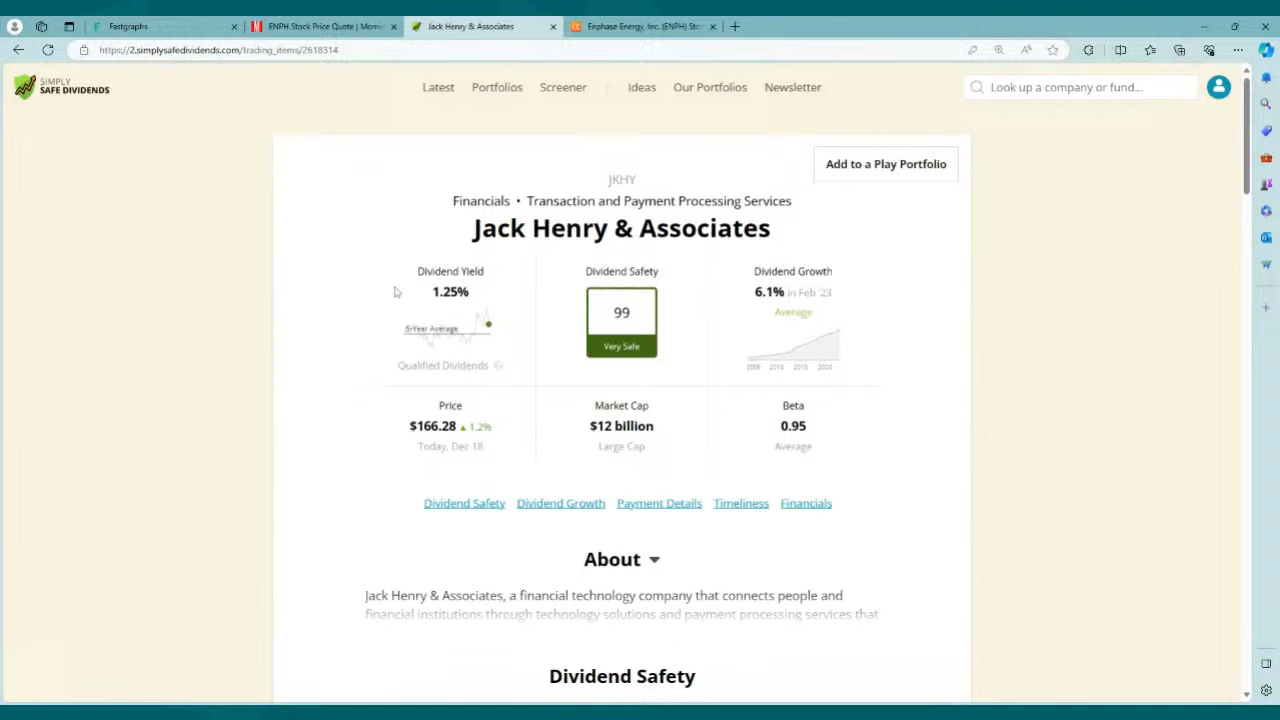 Fastgraphs
ENPH Stock Price Quote | Morni
Jack Henry & Associates
Enphase Energy, Inc. (ENPH) Sto
https://2.simplysafedividends.com/trading_items/2618314
SIMPLY
SAFE DIVIDENDS
Latest
Portfolios
Screener
Ideas
Our Portfolios
Newsletter
Look up a company or fund...
Add to a Play Portfolio
JKHY
Financials • Transaction and Payment Processing Services
Jack Henry & Associates
Dividend Yield
1.25%
5-Year Average
Qualified Dividends
Dividend Safety
99
Very Safe
Dividend Growth
6.1% in Feb '23
Average
2005 2010 2015 2020
Price
$166.28 ▲ 1.2%
Today, Dec 18
Market Cap
$12 billion
Large Cap
Beta
0.95
Average
Dividend Safety
Dividend Growth
Payment Details
Timeliness
Financials
About
Jack Henry & Associates, a financial technology company that connects people and
financial institutions through technology solutions and payment processing services that
Dividend Safety